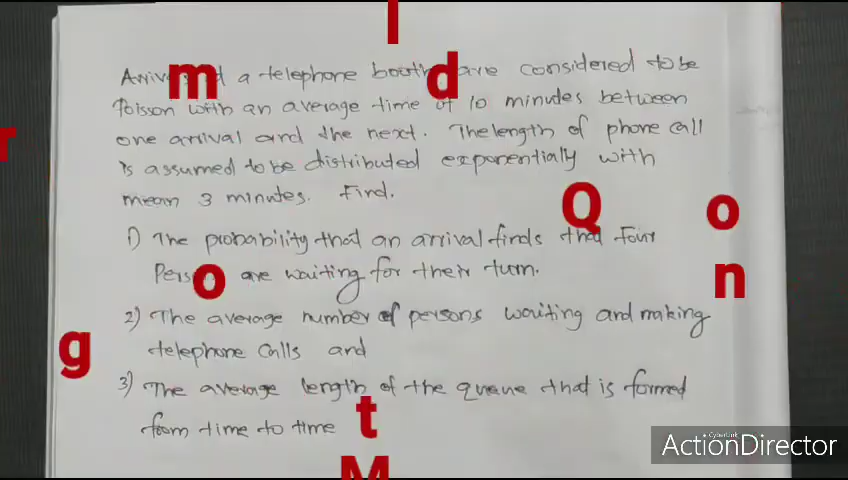 l
m d
a telephone booth are considered to be
Poisson with an average time of 10 minutes between
one arrival and the next. The length of phone call
is assumed to be distributed exponentially with
mean 3 minutes. Find.
r
Q o
1) The probability that an arrival finds that four
are waiting for their turn.
o n
2) The average number of persons waiting and making
telephone calls and
g
3) The average length of the queue that is formed
from time to time
t
M
CyberLink
ActionDirector